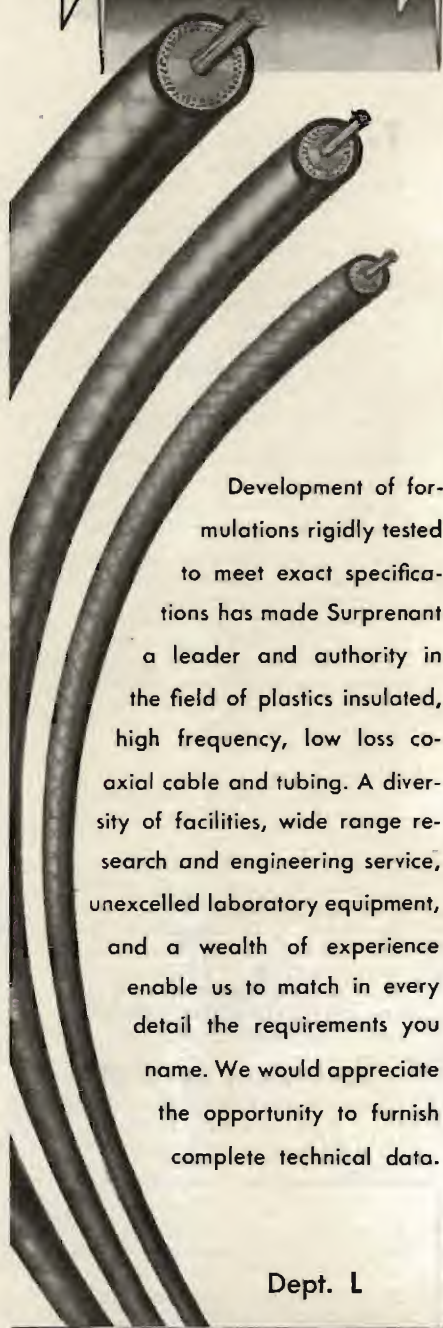 Development of for-
mulations rigidly tested
to meet exact specifica-
tions has made Surprenant
a leader and authority in
the field of plastics insulated,
high frequency, low loss co-
axial cable and tubing. A diver-
sity of facilities, wide range re-
search and engineering service,
unexcelled laboratory equipment,
and a wealth of experience
enable us to match in every
detail the requirements you
name. We would appreciate
the opportunity to furnish
complete technical data.
Dept. L